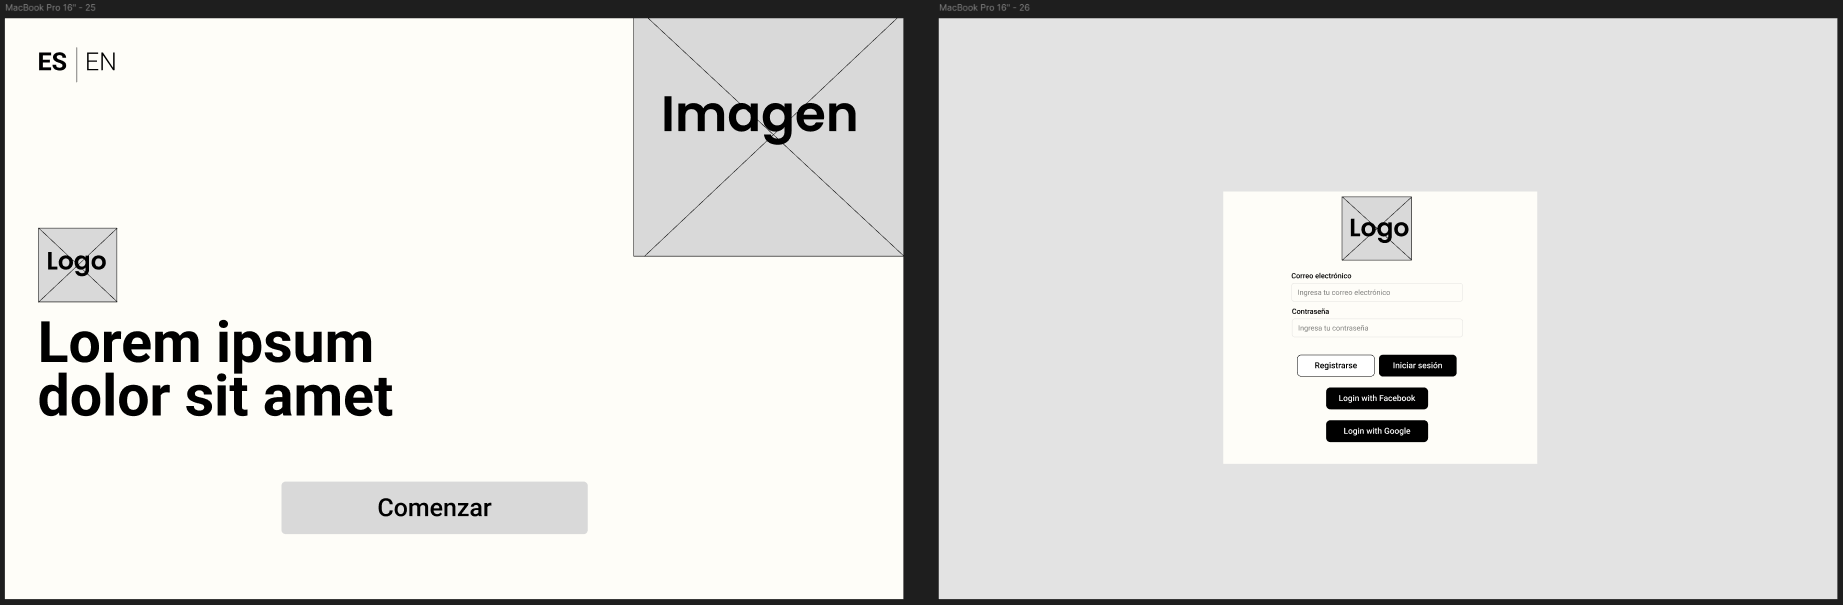 MacBook Pro 16" - 25
ES | EN
Imagen
Logo
Lorem ipsum
dolor sit amet
Comenzar
MacBook Pro 16" - 26
Logo
Correo electrónico
Ingresa tu correo electrónico
Contraseña
Ingresa tu contraseña
Registrarse Iniciar sesión
Login with Facebook
Login with Google